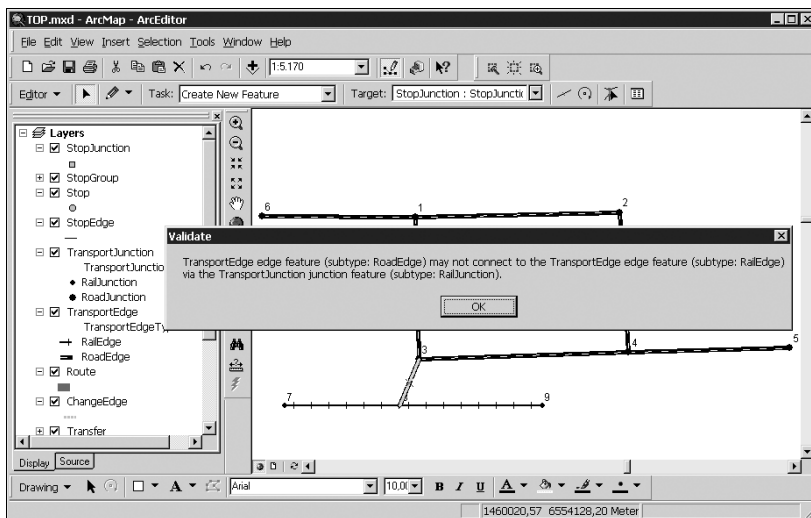 TOP.mxd - ArcMap - ArcEditor
File Edit View Insert Selection Tools Window Help
1:5.170
Editor Task: Create New Feature Target: StopJunction : StopJunctic
Layers
StopJunction
StopGroup
Stop
StopEdge
TransportJunction
TransportJunctio
RailJunction
RoadJunction
TransportEdge
TransportEdgeTy
RailEdge
RoadEdge
Route
ChangeEdge
Transfer
Display Source
6 1 2
Validate
TransportEdge edge feature (subtype: RoadEdge) may not connect to the TransportEdge edge feature (subtype: RailEdge)
via the TransportJunction junction feature (subtype: RailJunction).
OK
3 4 5
7 9
Drawing A Arial 10,0 B I U A
1460020,57 6554128,20 Meter